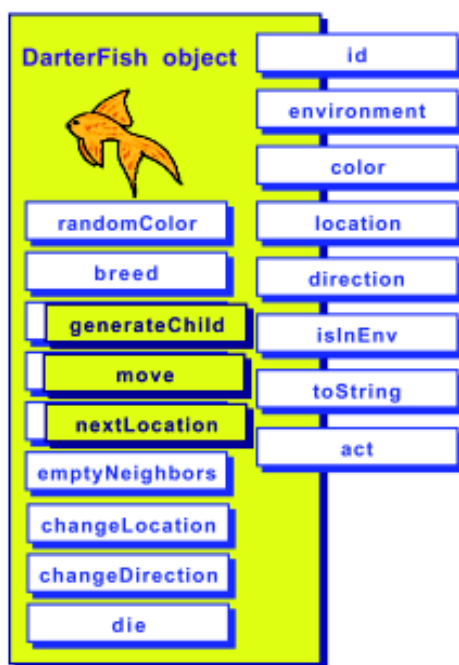 DarterFish object
randomColor
breed
generateChild
move
nextLocation
emptyNeighbors
changeLocation
changeDirection
die
id
environment
color
location
direction
isInEnv
toString
act